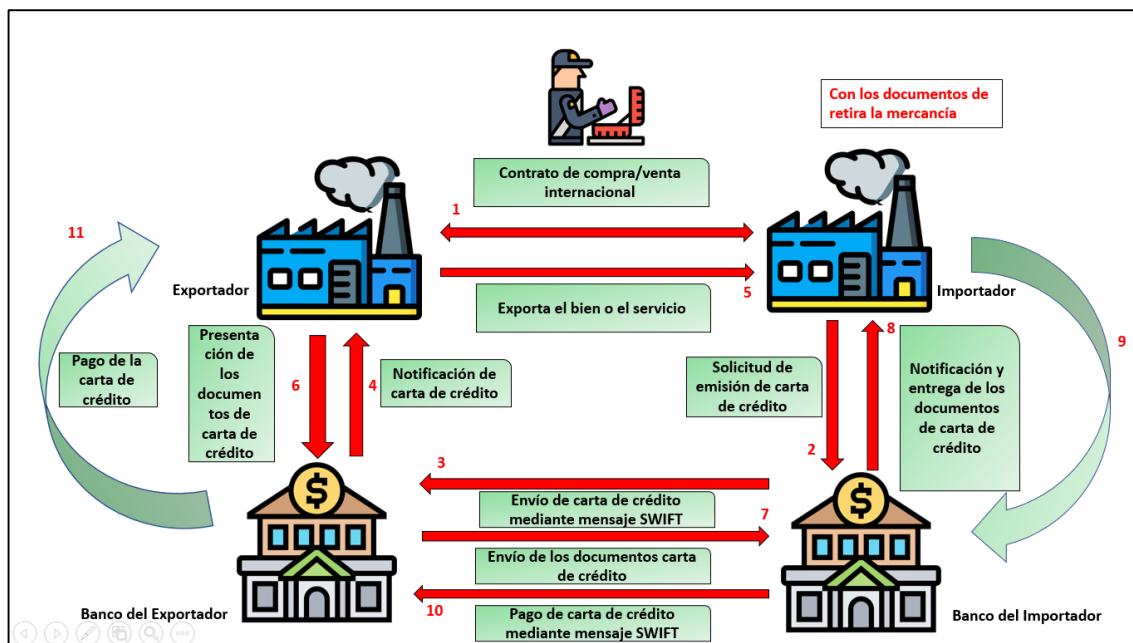 Con los documentos de
retira la mercancía
Contrato de compra/venta
internacional
1
11
Exportador
5
Importador
Exporta el bien o el servicio
Presenta
ción de
los
documen
tos de
carta de
crédito
Pago de la
carta de
crédito
6
4
Notificación de
carta de crédito
Solicitud de
emisión de carta
de crédito
8
9
Notificación y
entrega de los
documentos
de carta de
crédito
2
3
Envío de carta de crédito
mediante mensaje SWIFT
7
$
$
Envío de los documentos carta
de crédito
Banco del Exportador
10
Pago de carta de crédito
mediante mensaje SWIFT
Banco del Importador